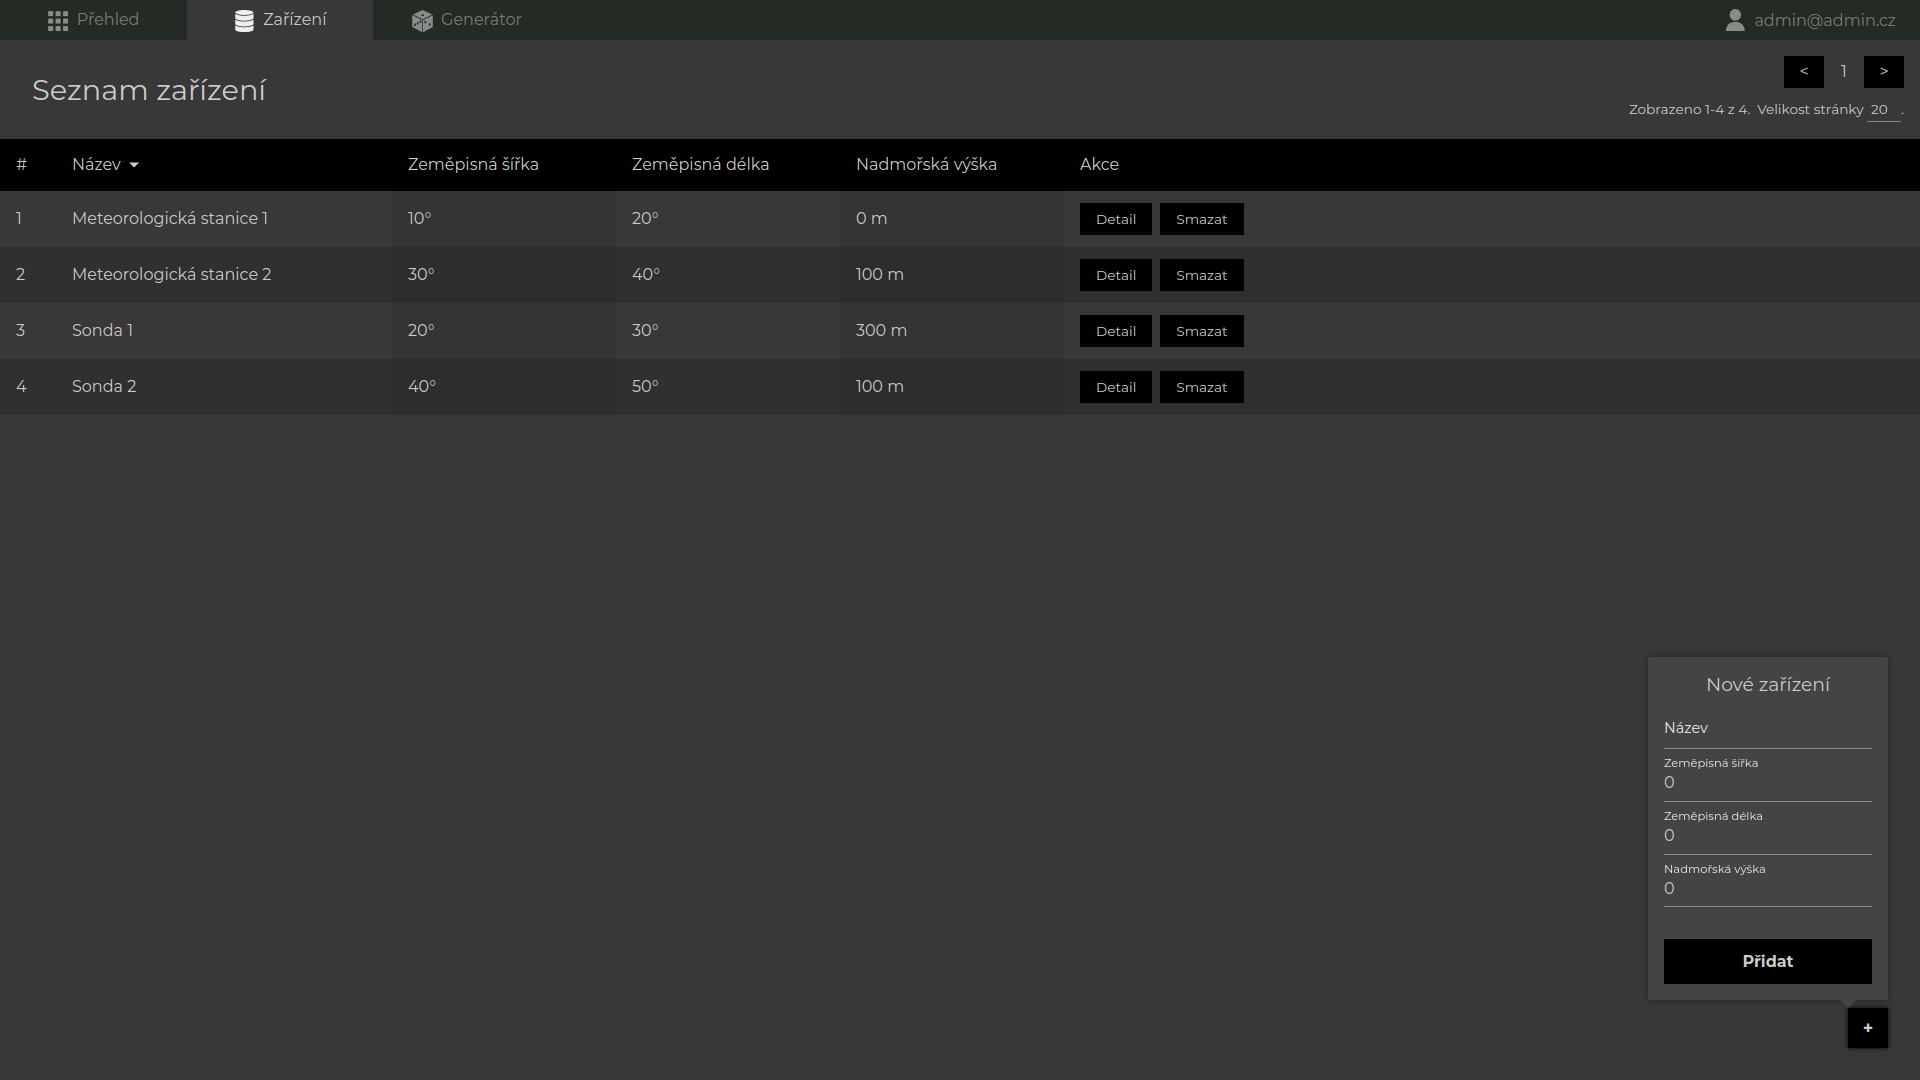 Přehled
Zařízení
Generátor
admin@admin.cz
Seznam zařízení
< 1 >
Zobrazeno 1-4 z 4. Velikost stránky 20 .
# Název Zeměpisná šířka Zeměpisná délka Nadmořská výška Akce
1 Meteorologická stanice 1 10° 20° 0 m Detail Smazat
2 Meteorologická stanice 2 30° 40° 100 m Detail Smazat
3 Sonda 1 20° 30° 300 m Detail Smazat
4 Sonda 2 40° 50° 100 m Detail Smazat
Nové zařízení
Název
Zeměpisná šířka
0
Zeměpisná délka
0
Nadmořská výška
0
Přidat
+